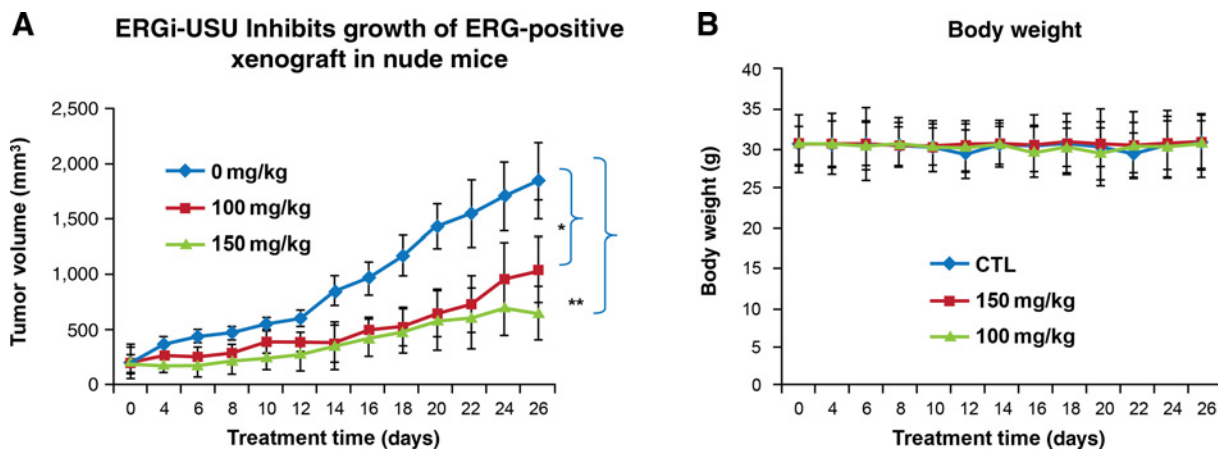 A
ERGi-USU Inhibits growth of ERG-positive
xenograft in nude mice
Tumor volume (mm³)
2,500
2,000
1,500
1,000
500
0
0 mg/kg
100 mg/kg
150 mg/kg
*
**
0 4 6 8 10 12 14 16 18 20 22 24 26
Treatment time (days)
B
Body weight
Body weight (g)
40
35
30
25
20
15
10
5
0
CTL
150 mg/kg
100 mg/kg
0 4 6 8 10 12 14 16 18 20 22 24 26
Treatment time (days)